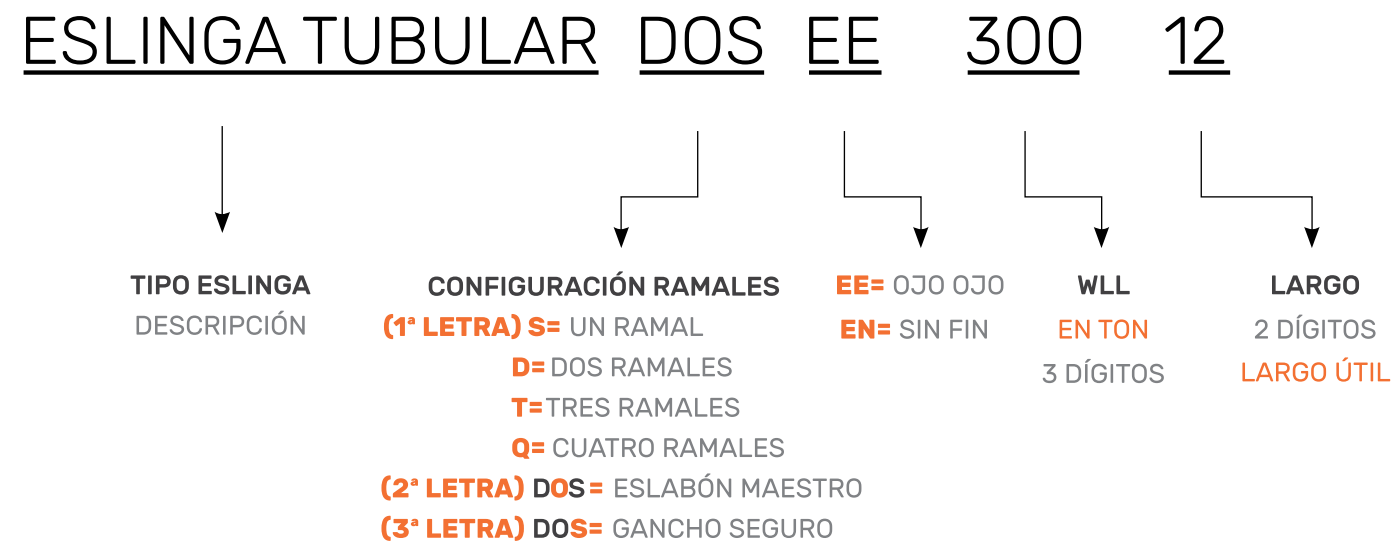 ESLINGA TUBULAR DOS EE 300 12
TIPO ESLINGA
DESCRIPCIÓN
CONFIGURACIÓN RAMALES
(1ª LETRA) S= UN RAMAL
D= DOS RAMALES
T= TRES RAMALES
Q= CUATRO RAMALES
(2ª LETRA) DOS = ESLABÓN MAESTRO
(3ª LETRA) DOS= GANCHO SEGURO
EE= OJO OJO
EN= SIN FIN
WLL
EN TON
3 DÍGITOS
LARGO
2 DÍGITOS
LARGO ÚTIL